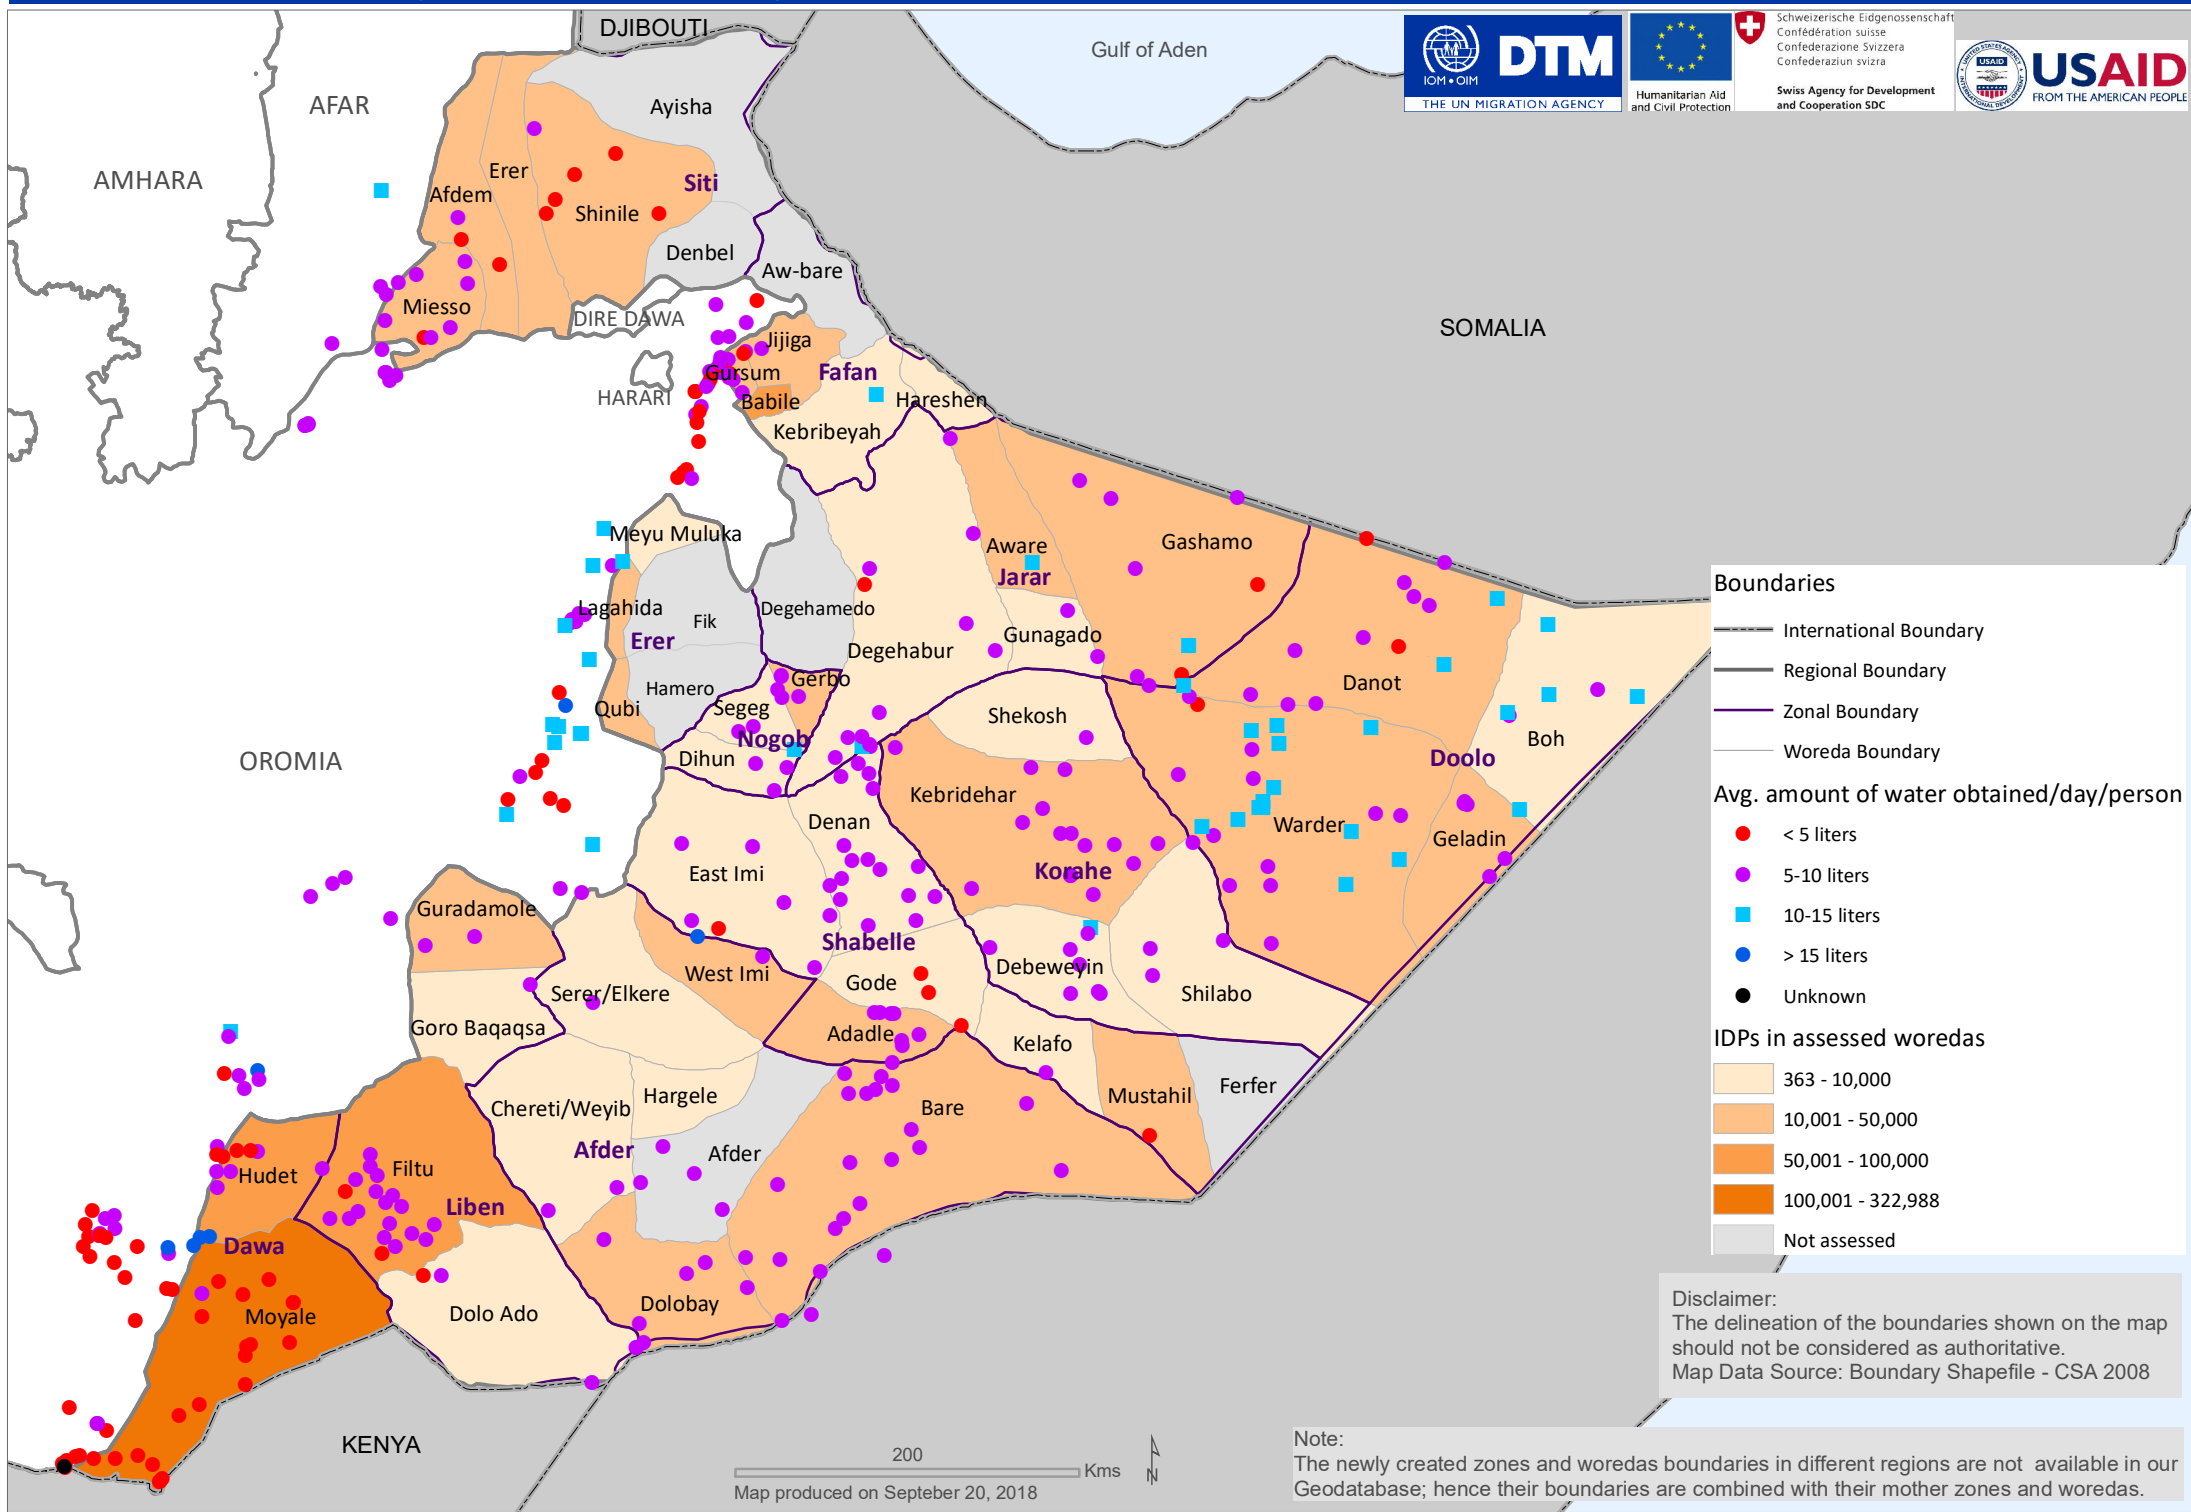 DJIBOUTI
Gulf of Aden
IOM • OIM
DTM
THE UN MIGRATION AGENCY
Humanitarian Aid
and Civil Protection
Schweizerische Eidgenossenschaft
Confédération suisse
Confederazione Svizzera
Confederaziun svizra
Swiss Agency for Development
and Cooperation SDC
USAID
USAID
FROM THE AMERICAN PEOPLE
AFAR
Ayisha
AMHARA
Erer
Afdem
Siti
Shinile
Denbel
Aw-bare
Miesso
DIRE DAWA
SOMALIA
Jijiga
Gursum
Fafan
HARARI
Babile
Hareshen
Kebribeyah
Meyu Muluka
Aware
Gashamo
Jarar
Lagahida
Fik
Degehamedo
Erer
Gunagado
Degehabur
Hamero
Gerbo
Danot
Qubi
Segeg
Shekosh
Nogob
Boh
Dihun
Doolo
OROMIA
Kebridehar
Denan
Warder
Geladin
East Imi
Korahe
Guradamole
Shabelle
West Imi
Debeweyin
Gode
Serer/Elkere
Shilabo
Goro Baqaqsa
Adadle
Kelafo
Ferfer
Hargele
Mustahil
Chereti/Weyib
Bare
Afder
Afder
Filtu
Hudet
Liben
Dawa
Dolobay
Moyale
Dolo Ado
KENYA
Boundaries
International Boundary
Regional Boundary
Zonal Boundary
Woreda Boundary
Avg. amount of water obtained/day/person
< 5 liters
5-10 liters
10-15 liters
> 15 liters
Unknown
IDPs in assessed woredas
363 - 10,000
10,001 - 50,000
50,001 - 100,000
100,001 - 322,988
Not assessed
Disclaimer:
The delineation of the boundaries shown on the map
should not be considered as authoritative.
Map Data Source: Boundary Shapefile - CSA 2008
200
Kms
N
Map produced on Septeber 20, 2018
Note:
The newly created zones and woredas boundaries in different regions are not available in our
Geodatabase; hence their boundaries are combined with their mother zones and woredas.